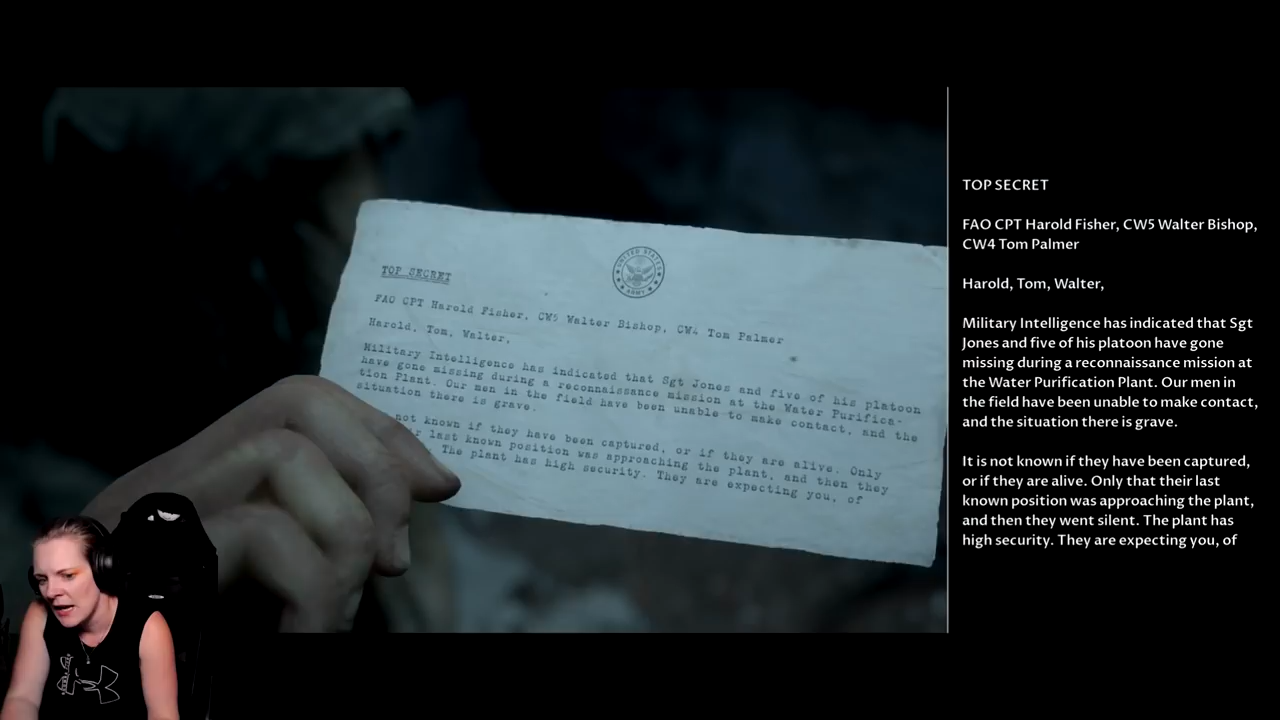 TOP SECRET
UNITED STATES
ARMY
FAO CPT Harold Fisher, CW5 Walter Bishop, CW4 Tom Palmer
Harold, Tom, Walter,
Military Intelligence has indicated that Sgt Jones and five of his platoon
have gone missing during a reconnaissance mission at the Water Purifica-
tion Plant. Our men in the field have been unable to make contact, and the
situation there is grave.
not known if they have been captured, or if they are alive. Only
last known position was approaching the plant, and then they
The plant has high security. They are expecting you, of
TOP SECRET
FAO CPT Harold Fisher, CW5 Walter Bishop,
CW4 Tom Palmer
Harold, Tom, Walter,
Military Intelligence has indicated that Sgt
Jones and five of his platoon have gone
missing during a reconnaissance mission at
the Water Purification Plant. Our men in
the field have been unable to make contact,
and the situation there is grave.
It is not known if they have been captured,
or if they are alive. Only that their last
known position was approaching the plant,
and then they went silent. The plant has
high security. They are expecting you, of